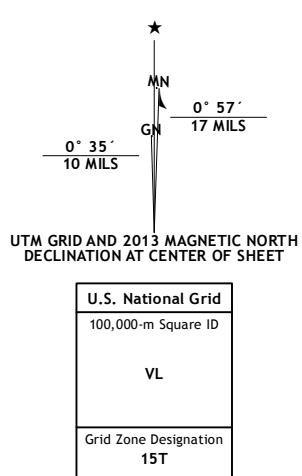 ★
MN
0° 57´
17 MILS
GN
0° 35´
10 MILS
UTM GRID AND 2013 MAGNETIC NORTH
DECLINATION AT CENTER OF SHEET
U.S. National Grid
100,000-m Square ID
VL
Grid Zone Designation
15T